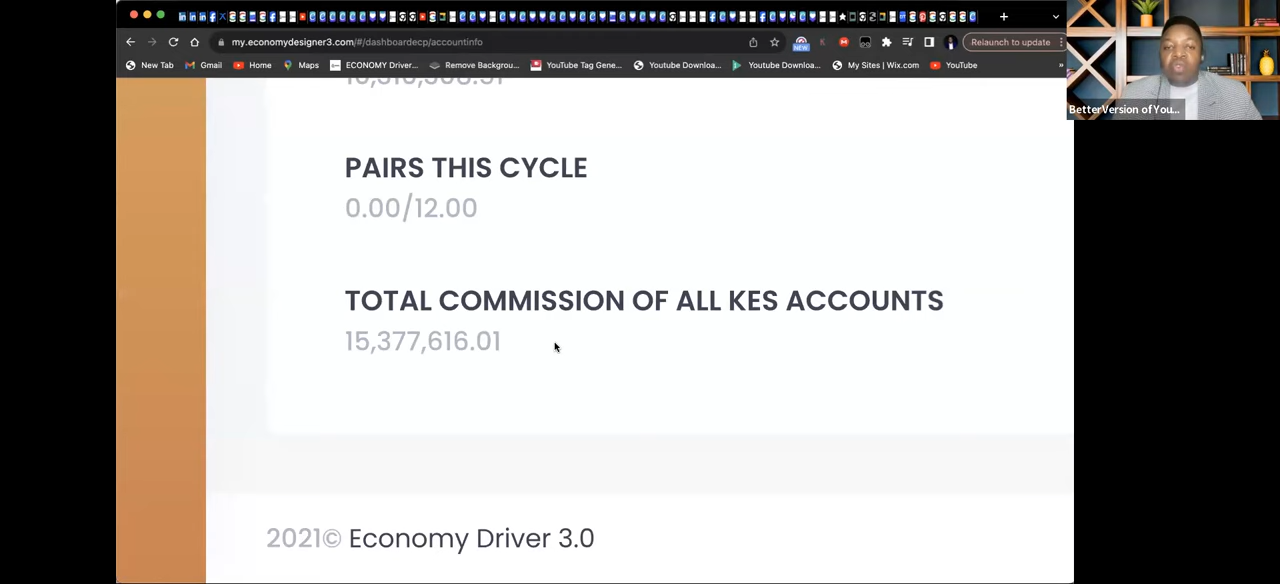 my.economydesigner3.com/#/dashboardecp/accountinfo
NEW
Relaunch to update
New Tab
Gmail
Home
Maps
ECONOMY Driver...
Remove Backgrou...
YouTube Tag Gene...
Youtube Downloa...
Youtube Downloa...
My Sites | Wix.com
YouTube
»
BetterVersion of You...
PAIRS THIS CYCLE
0.00/12.00
TOTAL COMMISSION OF ALL KES ACCOUNTS
15,377,616.01
2021© Economy Driver 3.0